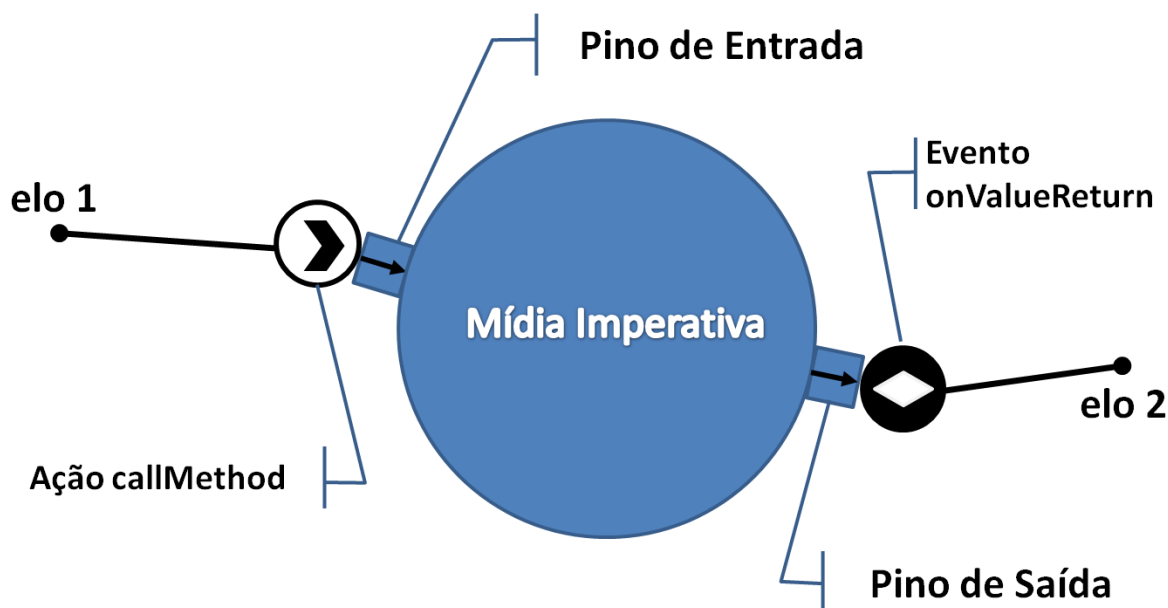 Pino de Entrada
Evento
onValueReturn
elo 1
Mídia Imperativa
elo 2
Ação callMethod
Pino de Saída